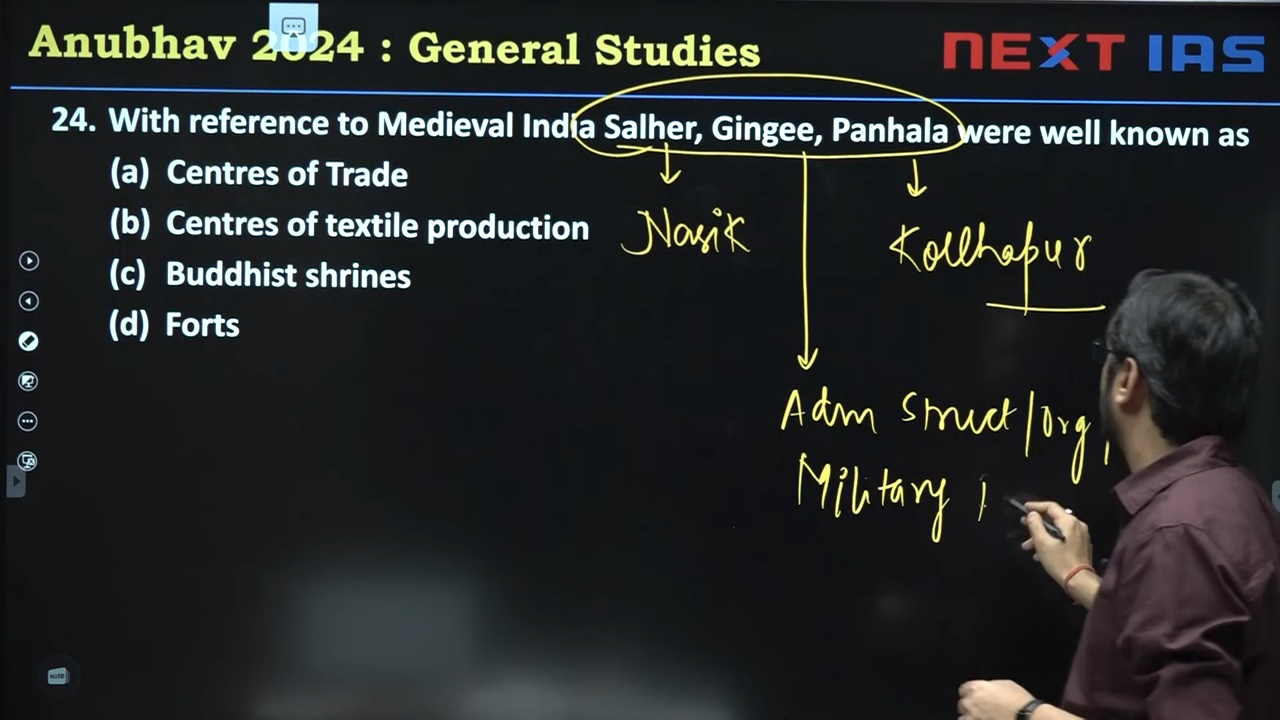 Anubhav 2024 : General Studies
NEXT IAS
24. With reference to Medieval India Salher, Gingee, Panhala were well known as
(a) Centres of Trade
(b) Centres of textile production
(c) Buddhist shrines
(d) Forts
Nasik
Kollhapur
Adm Struct/Org
Military